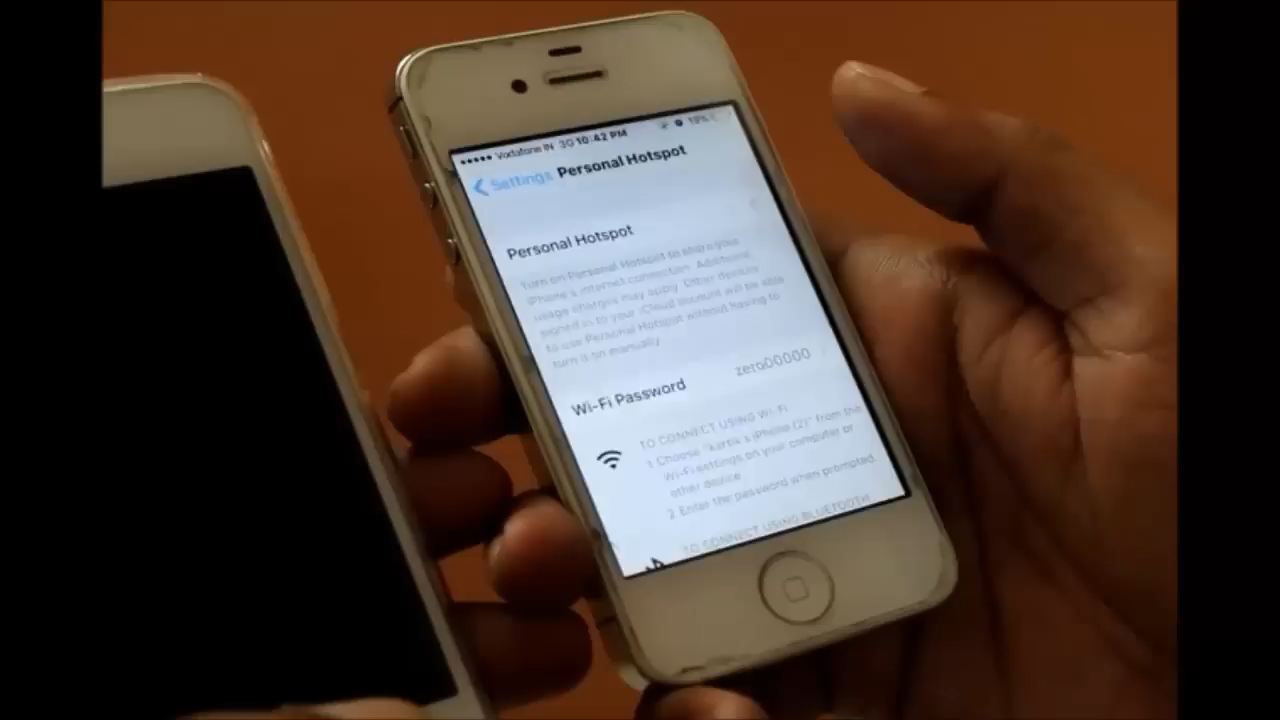 Vodafone IN 3G 10:42 PM 19%
Settings Personal Hotspot
Personal Hotspot
Turn on Personal Hotspot to share your
iPhone's internet connection. Additional
usage charges may apply. Other devices
signed in to your iCloud account will be able
to use Personal Hotspot without having to
turn it on manually.
Wi-Fi Password zero00000
TO CONNECT USING WI-FI
1 Choose "kartik's iPhone (2)" from the
Wi-Fi settings on your computer or
other device
2 Enter the password when prompted.
TO CONNECT USING BLUETOOTH